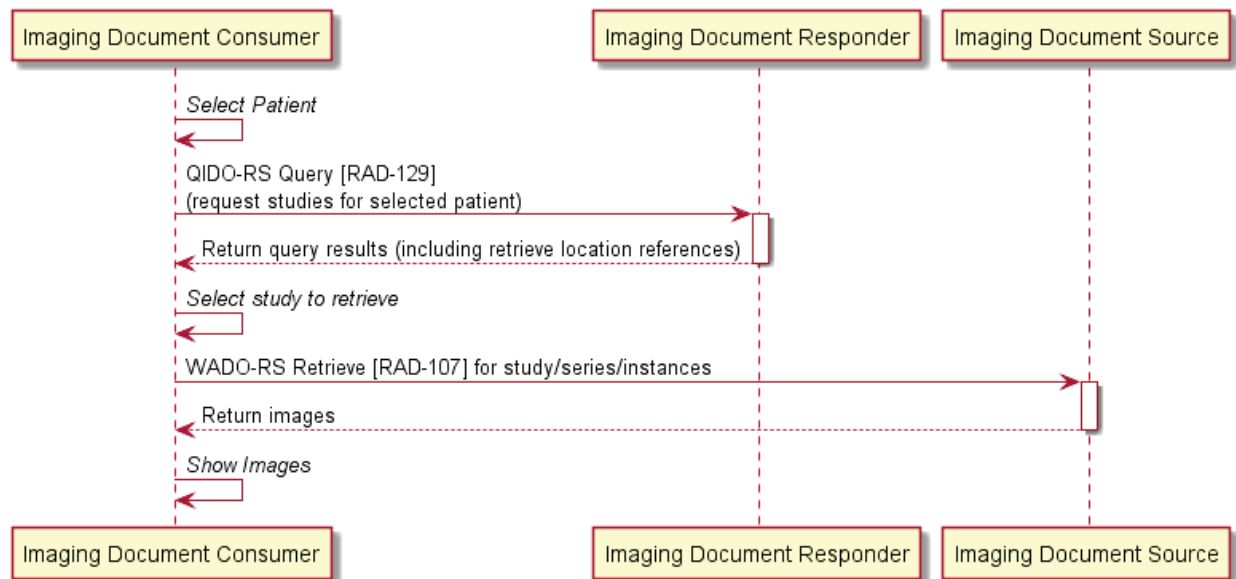 Imaging Document Consumer
Imaging Document Responder
Imaging Document Source
Select Patient
QIDO-RS Query [RAD-129]
(request studies for selected patient)
Return query results (including retrieve location references)
Select study to retrieve
WADO-RS Retrieve [RAD-107] for study/series/instances
Return images
Show Images
Imaging Document Consumer
Imaging Document Responder
Imaging Document Source